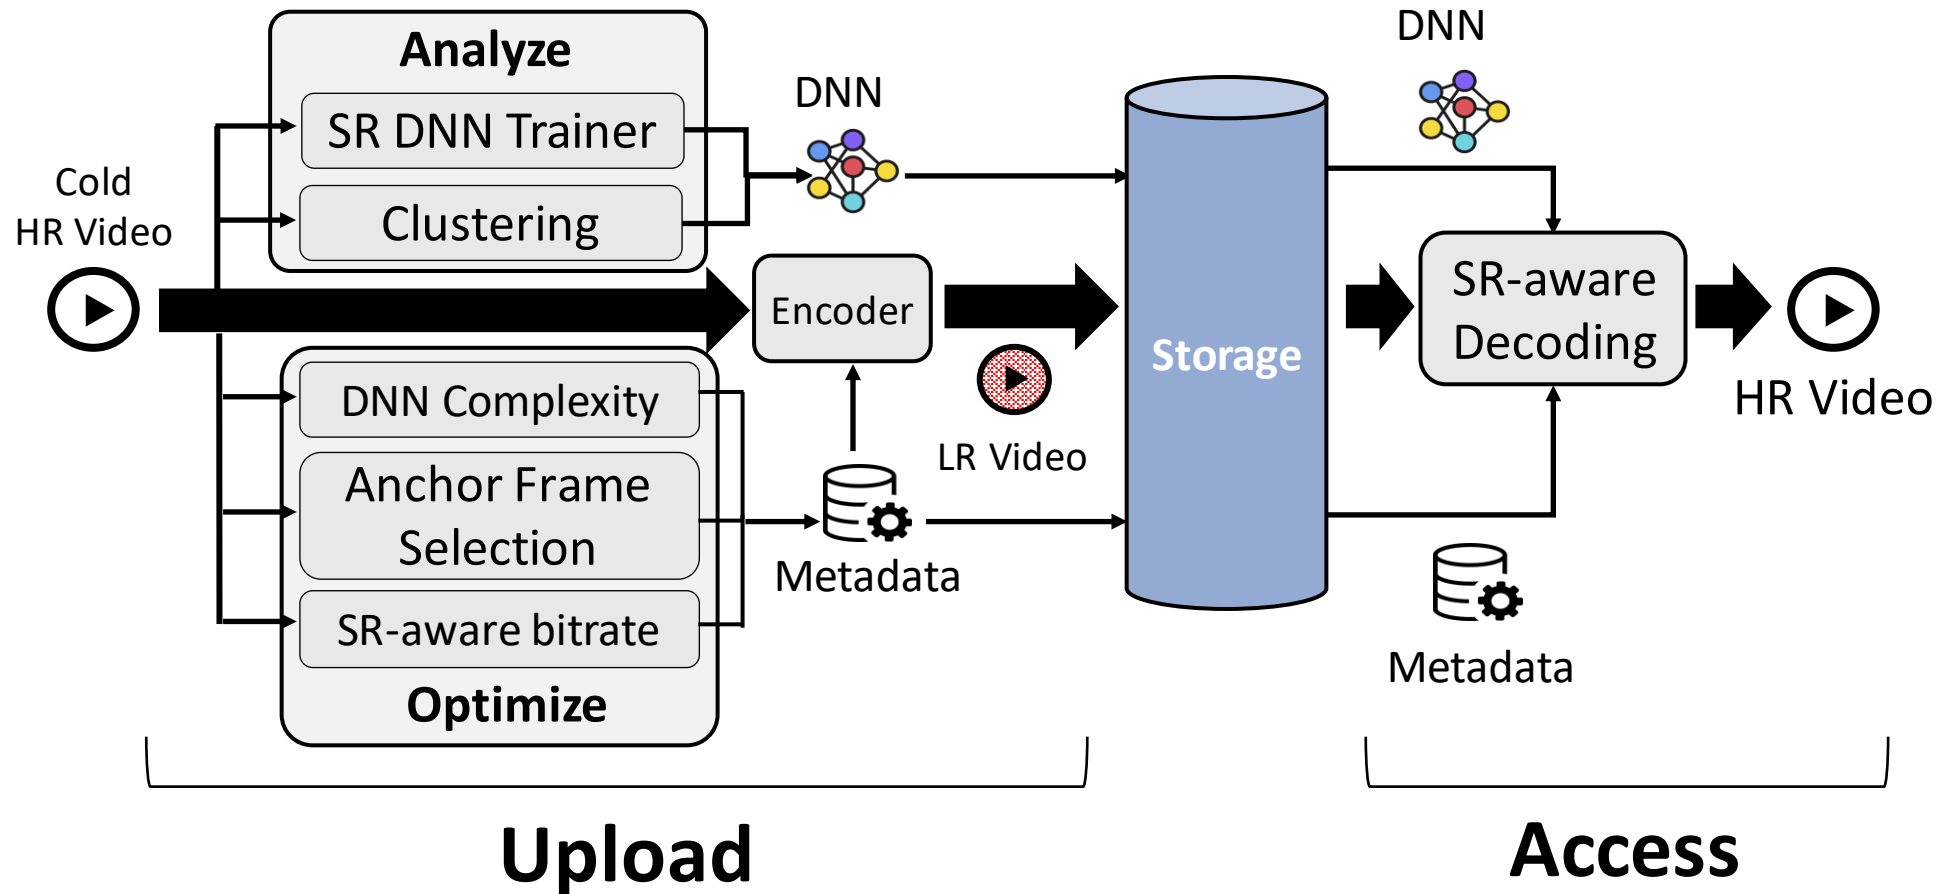 Analyze
SR DNN Trainer
Clustering
Cold
HR Video
DNN
Encoder
LR Video
DNN Complexity
Anchor Frame
Selection
SR-aware bitrate
Optimize
Metadata
Storage
DNN
SR-aware
Decoding
HR Video
Metadata
Upload
Access